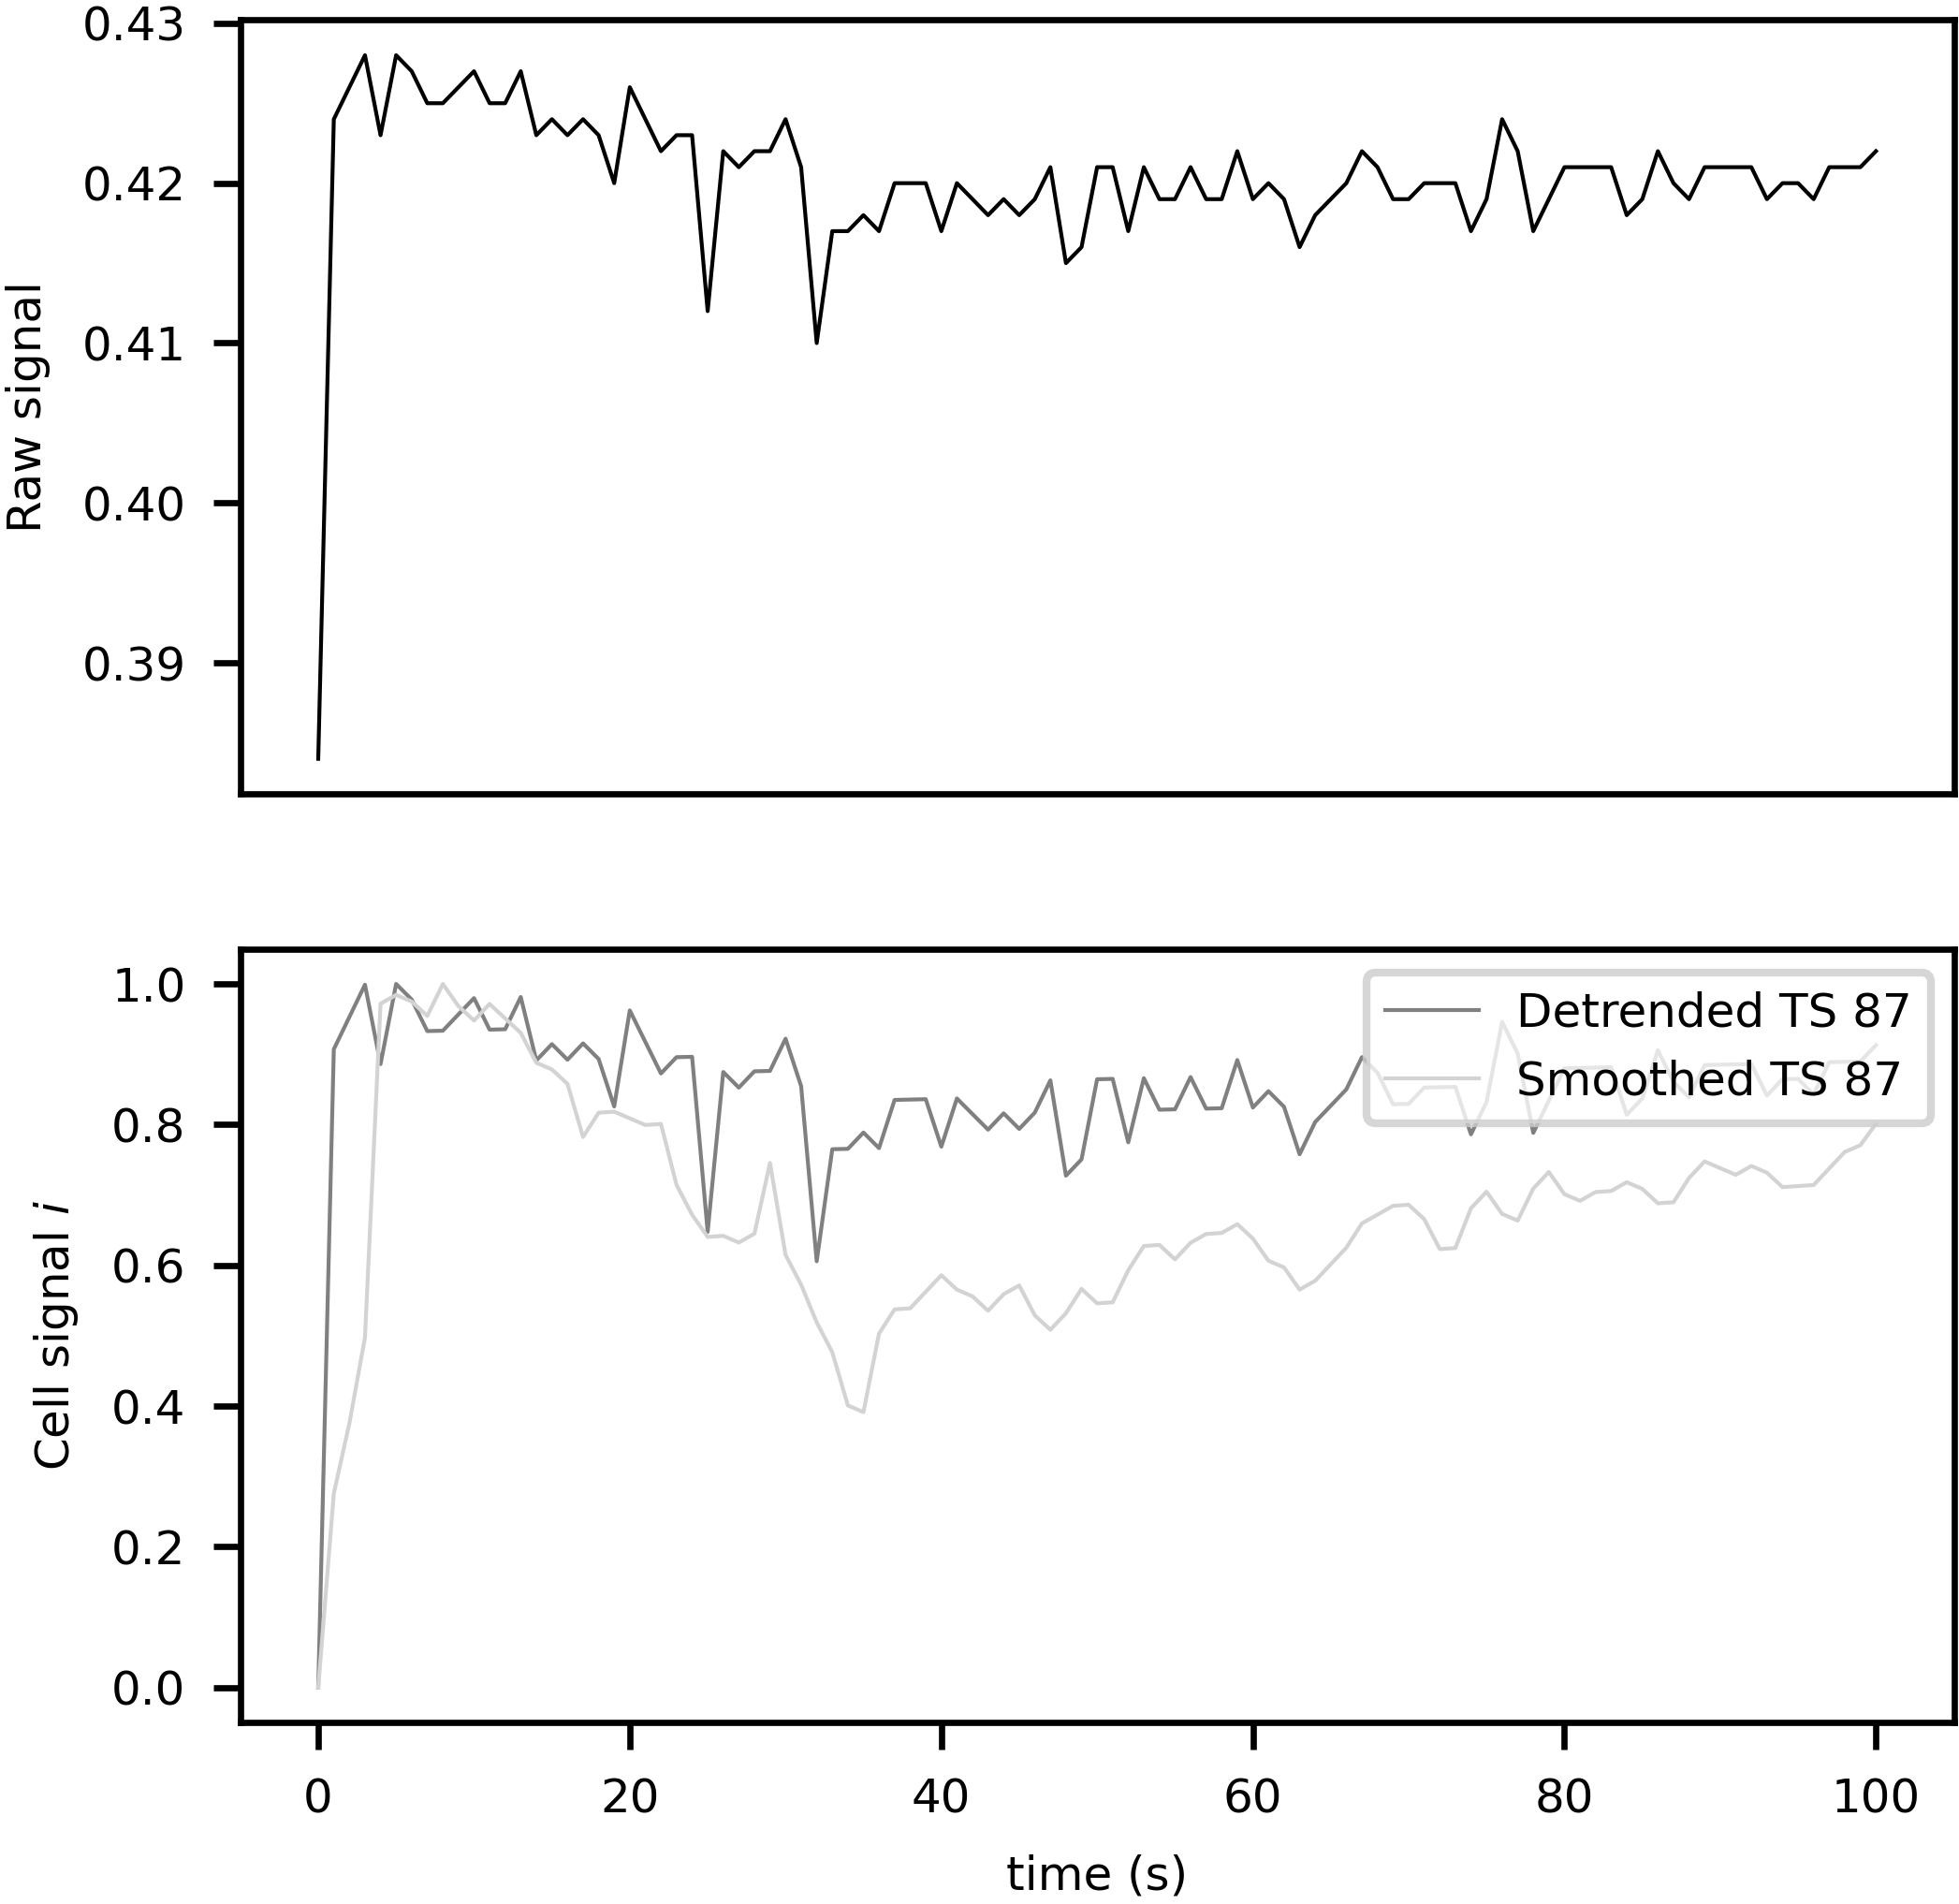 0.43
0.42
0.41
0.40
0.39
Raw signal
1.0
0.8
0.6
0.4
0.2
0.0
Cell signal i
Detrended TS 87
Smoothed TS 87
0 20 40 60 80 100
time (s)